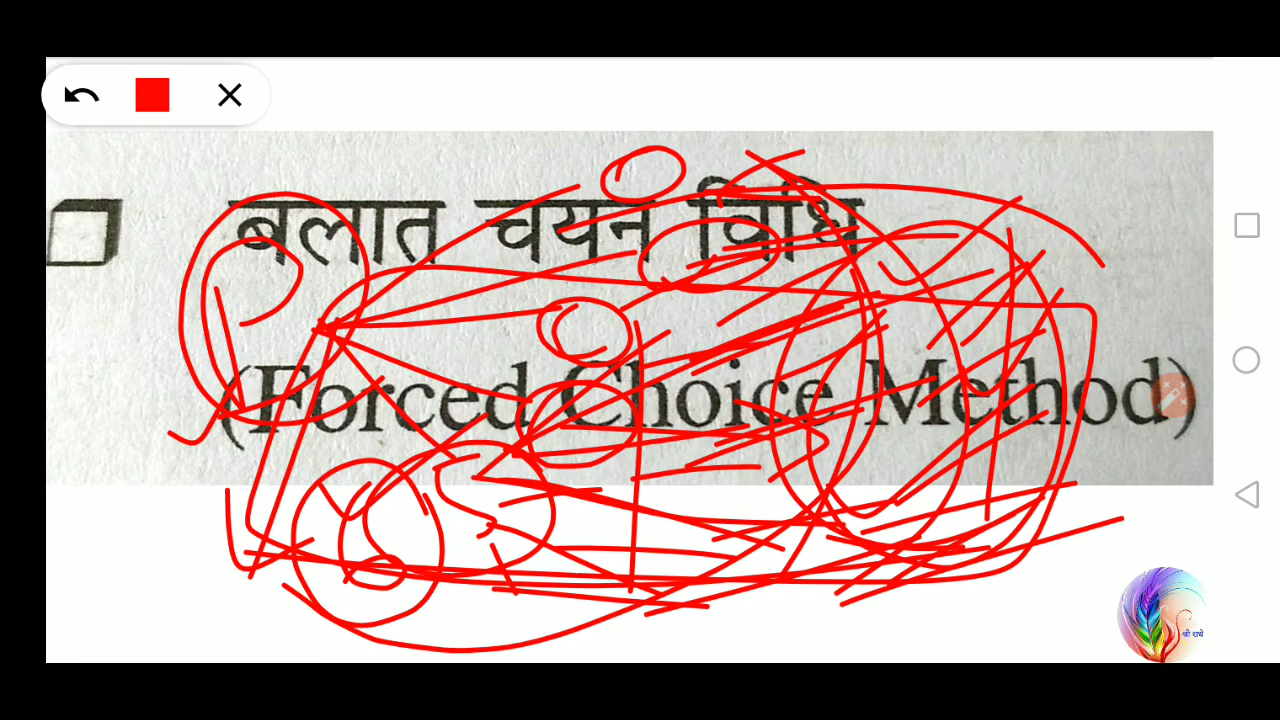 बलात चयन विधि
(Forced Choice Method)
श्री राधे